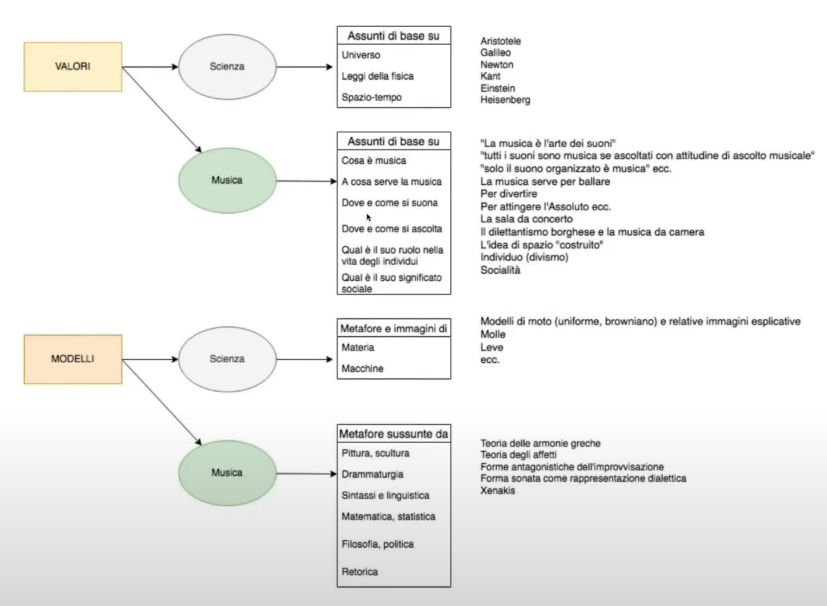 VALORI
Scienza
Assunti di base su
Universo
Leggi della fisica
Spazio-tempo
Aristotele
Galileo
Newton
Kant
Einstein
Heisenberg
Musica
Assunti di base su
Cosa è musica
A cosa serve la musica
Dove e come si suona
Dove e come si ascolta
Qual è il suo ruolo nella
vita degli individui
Qual è il suo significato
sociale
"La musica è l'arte dei suoni"
"tutti i suoni sono musica se ascoltati con attitudine di ascolto musicale"
"solo il suono organizzato è musica" ecc.
La musica serve per ballare
Per divertire
Per attingere l'Assoluto ecc.
La sala da concerto
Il dilettantismo borghese e la musica da camera
L'idea di spazio "costruito"
Individuo (divismo)
Socialità
MODELLI
Scienza
Metafore e immagini di
Materia
Macchine
Modelli di moto (uniforme, browniano) e relative immagini esplicative
Molle
Leve
ecc.
Musica
Metafore sussunte da
Pittura, scultura
Drammaturgia
Sintassi e linguistica
Matematica, statistica
Filosofia, politica
Retorica
Teoria delle armonie greche
Teoria degli affetti
Forme antagonistiche dell'improvvisazione
Forma sonata come rappresentazione dialettica
Xenakis